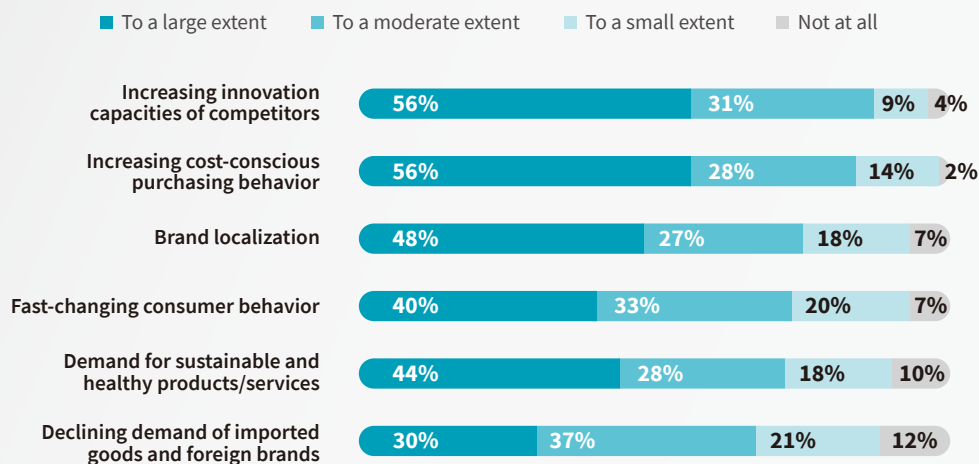 To a large extent To a moderate extent To a small extent Not at all
Increasing innovation
capacities of competitors
56% 31% 9% 4%
Increasing cost-conscious
purchasing behavior
56% 28% 14% 2%
Brand localization
48% 27% 18% 7%
Fast-changing consumer behavior
40% 33% 20% 7%
Demand for sustainable and
healthy products/services
44% 28% 18% 10%
Declining demand of imported
goods and foreign brands
30% 37% 21% 12%